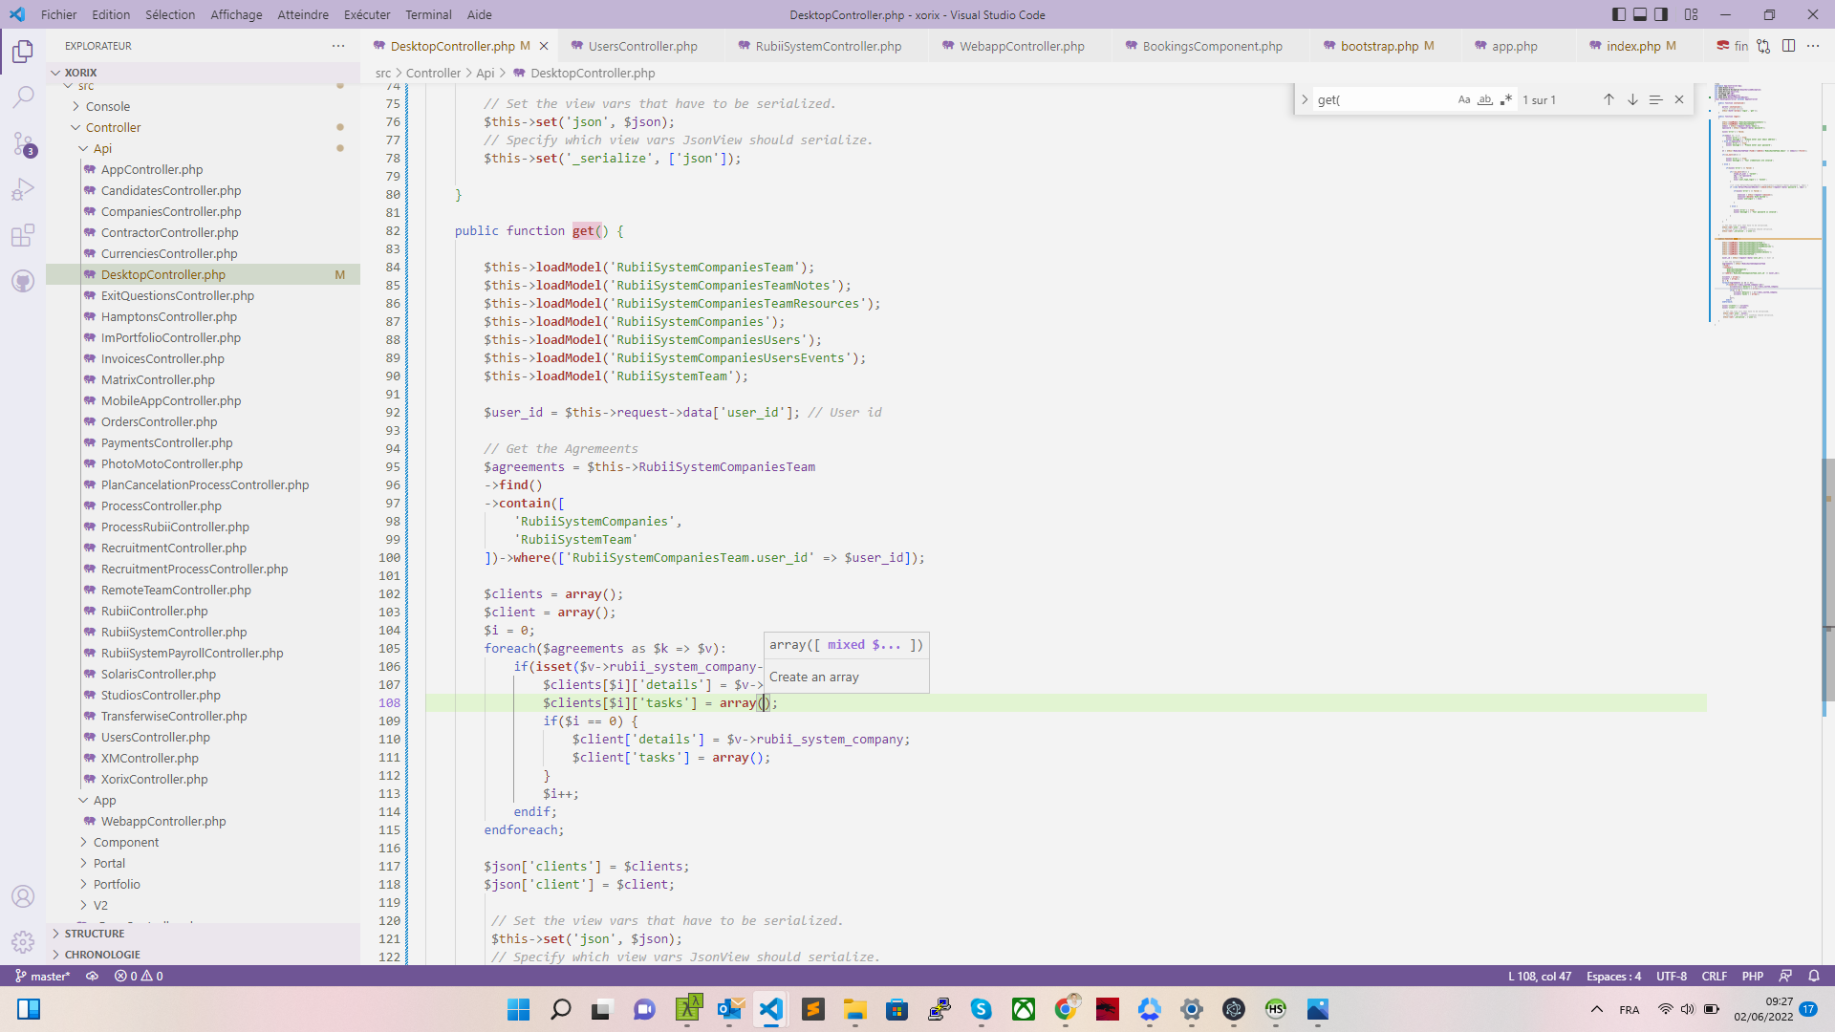 Fichier Edition Sélection Affichage Atteindre Exécuter Terminal Aide
DesktopController.php - xorix - Visual Studio Code
EXPLORATEUR
DesktopController.php M
UsersController.php
RubiiSystemController.php
WebappController.php
BookingsComponent.php
bootstrap.php M
app.php
index.php M
fin
XORIX
src
Console
Controller
Api
AppController.php
CandidatesController.php
CompaniesController.php
ContractorController.php
CurrenciesController.php
DesktopController.php M
ExitQuestionsController.php
HamptonsController.php
ImPortfolioController.php
InvoicesController.php
MatrixController.php
MobileAppController.php
OrdersController.php
PaymentsController.php
PhotoMotoController.php
PlanCancelationProcessController.php
ProcessController.php
ProcessRubiiController.php
RecruitmentController.php
RecruitmentProcessController.php
RemoteTeamController.php
RubiiController.php
RubiiSystemController.php
RubiiSystemPayrollController.php
SolarisController.php
StudiosController.php
TransferwiseController.php
UsersController.php
XMController.php
XorixController.php
App
WebappController.php
Component
Portal
Portfolio
V2
STRUCTURE
CHRONOLOGIE
src > Controller > Api > DesktopController.php
get(
Aa ab 1 sur 1
74
75 // Set the view vars that have to be serialized.
76 $this->set('json', $json);
77 // Specify which view vars JsonView should serialize.
78 $this->set('_serialize', ['json']);
79
80 }
81
82 public function get() {
83
84 $this->loadModel('RubiiSystemCompaniesTeam');
85 $this->loadModel('RubiiSystemCompaniesTeamNotes');
86 $this->loadModel('RubiiSystemCompaniesTeamResources');
87 $this->loadModel('RubiiSystemCompanies');
88 $this->loadModel('RubiiSystemCompaniesUsers');
89 $this->loadModel('RubiiSystemCompaniesUsersEvents');
90 $this->loadModel('RubiiSystemTeam');
91
92 $user_id = $this->request->data['user_id']; // User id
93
94 // Get the Agremeents
95 $agreements = $this->RubiiSystemCompaniesTeam
96 ->find()
97 ->contain([
98 'RubiiSystemCompanies',
99 'RubiiSystemTeam'
100 ])->where(['RubiiSystemCompaniesTeam.user_id' => $user_id]);
101
102 $clients = array();
103 $client = array();
104 $i = 0;
105 foreach($agreements as $k => $v):
106 if(isset($v->rubii_system_company-
107 $clients[$i]['details'] = $v->
108 $clients[$i]['tasks'] = array();
109 if($i == 0) {
110 $client['details'] = $v->rubii_system_company;
111 $client['tasks'] = array();
112 }
113 $i++;
114 endif;
115 endforeach;
116
117 $json['clients'] = $clients;
118 $json['client'] = $client;
119
120 // Set the view vars that have to be serialized.
121 $this->set('json', $json);
122 // Specify which view vars JsonView should serialize.
array([ mixed $... ])
Create an array
master* 0 0
L 108, col 47 Espaces : 4 UTF-8 CRLF PHP
FRA
09:27
02/06/2022
17
3
HS